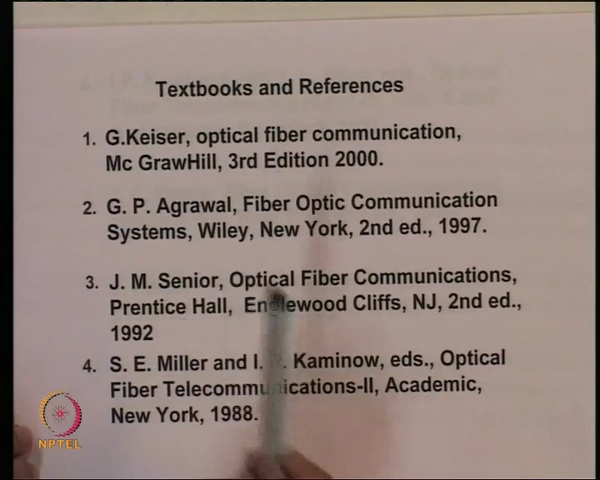 Textbooks and References
1. G.Keiser, optical fiber communication,
Mc GrawHill, 3rd Edition 2000.
2. G. P. Agrawal, Fiber Optic Communication
Systems, Wiley, New York, 2nd ed., 1997.
3. J. M. Senior, Optical Fiber Communications,
Prentice Hall, Englewood Cliffs, NJ, 2nd ed.,
1992
4. S. E. Miller and I. P. Kaminow, eds., Optical
Fiber Telecommunications-II, Academic,
New York, 1988.
NPTEL